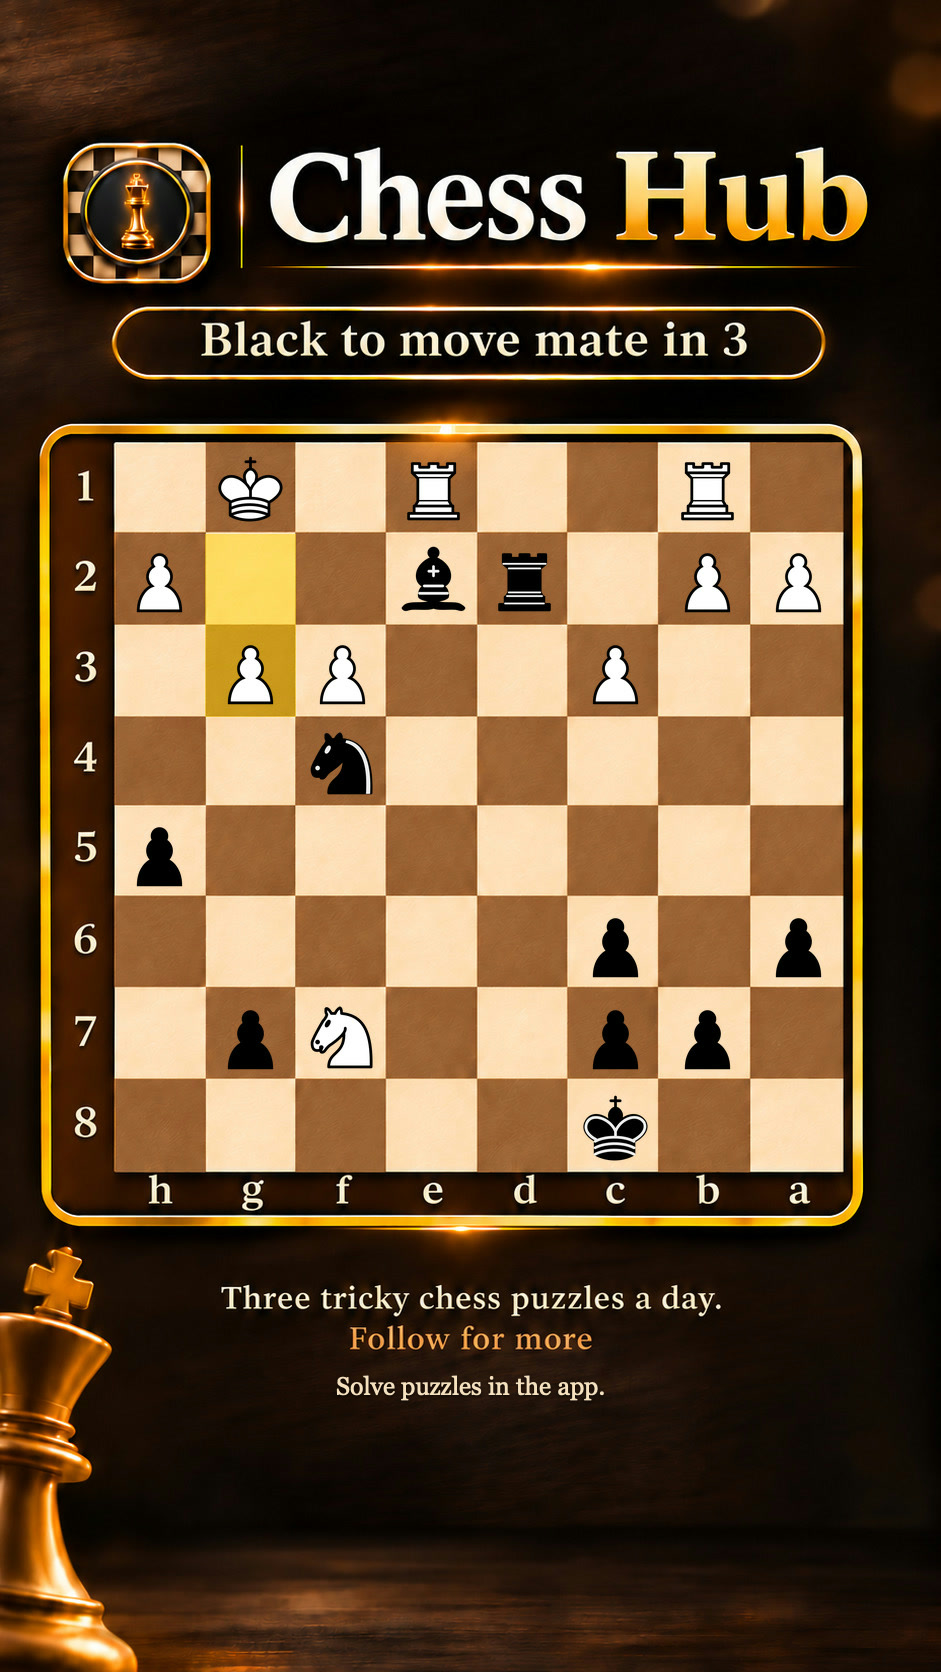 Chess Hub
Black to move mate in 3
1
2
3
4
5
6
7
8
h g f e d c b a
Three tricky chess puzzles a day.
Follow for more
Solve puzzles in the app.